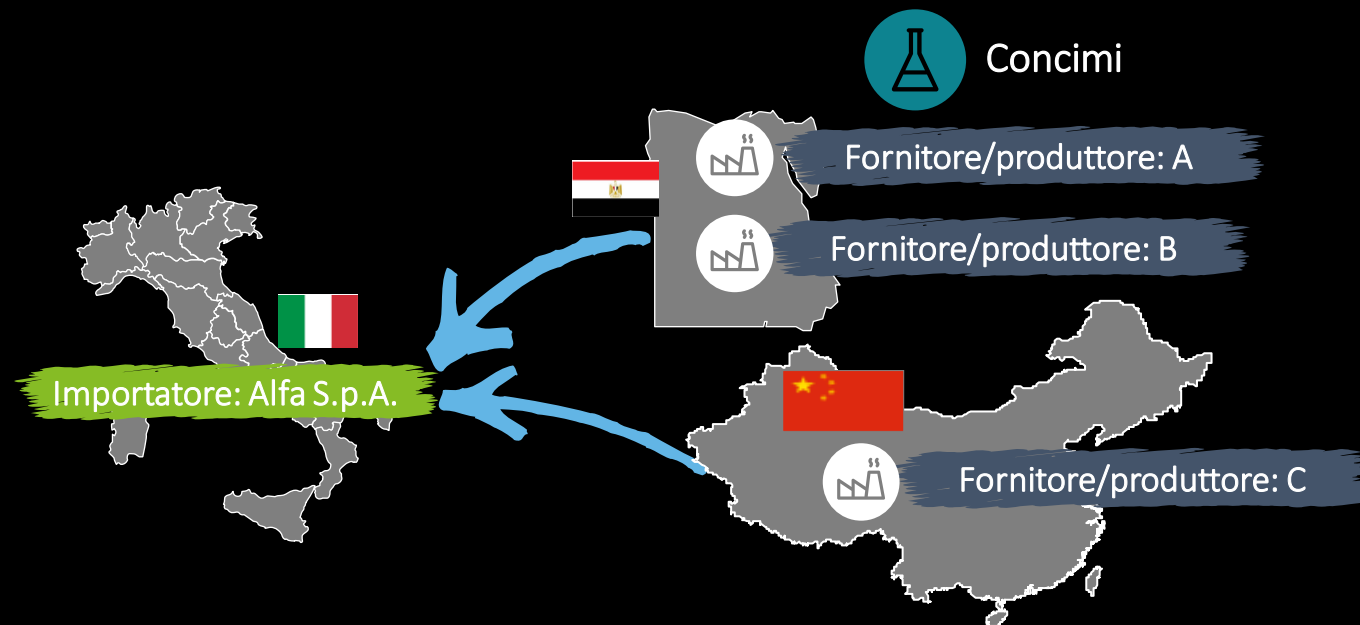 Concimi
Fornitore/produttore: A
Fornitore/produttore: B
Importatore: Alfa S.p.A.
Fornitore/produttore: C